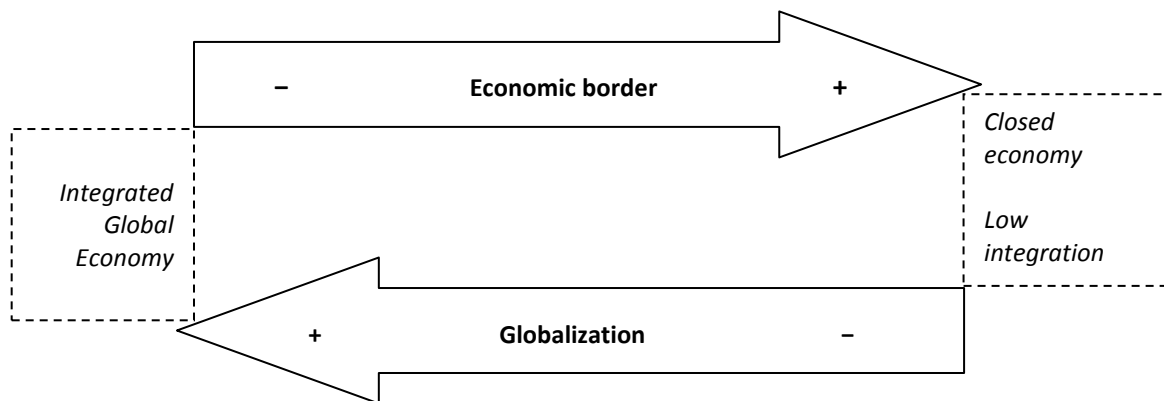 − Economic border +
Closed
economy
Integrated
Global
Economy
Low
integration
+ Globalization −